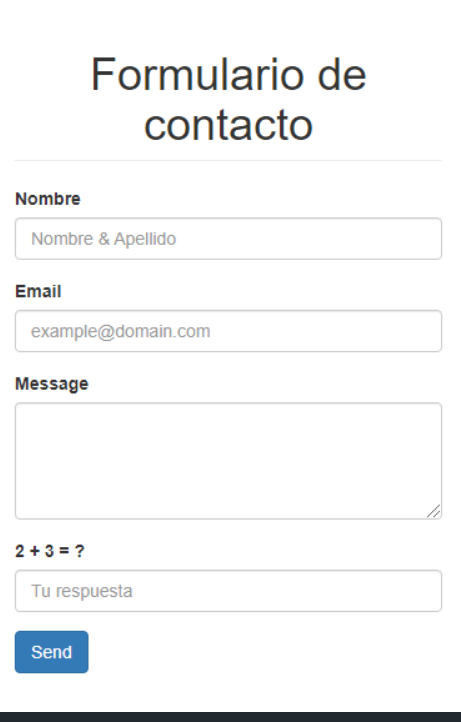 Formulario de
contacto
Nombre
Nombre & Apellido
Email
example@domain.com
Message
2 + 3 = ?
Tu respuesta
Send